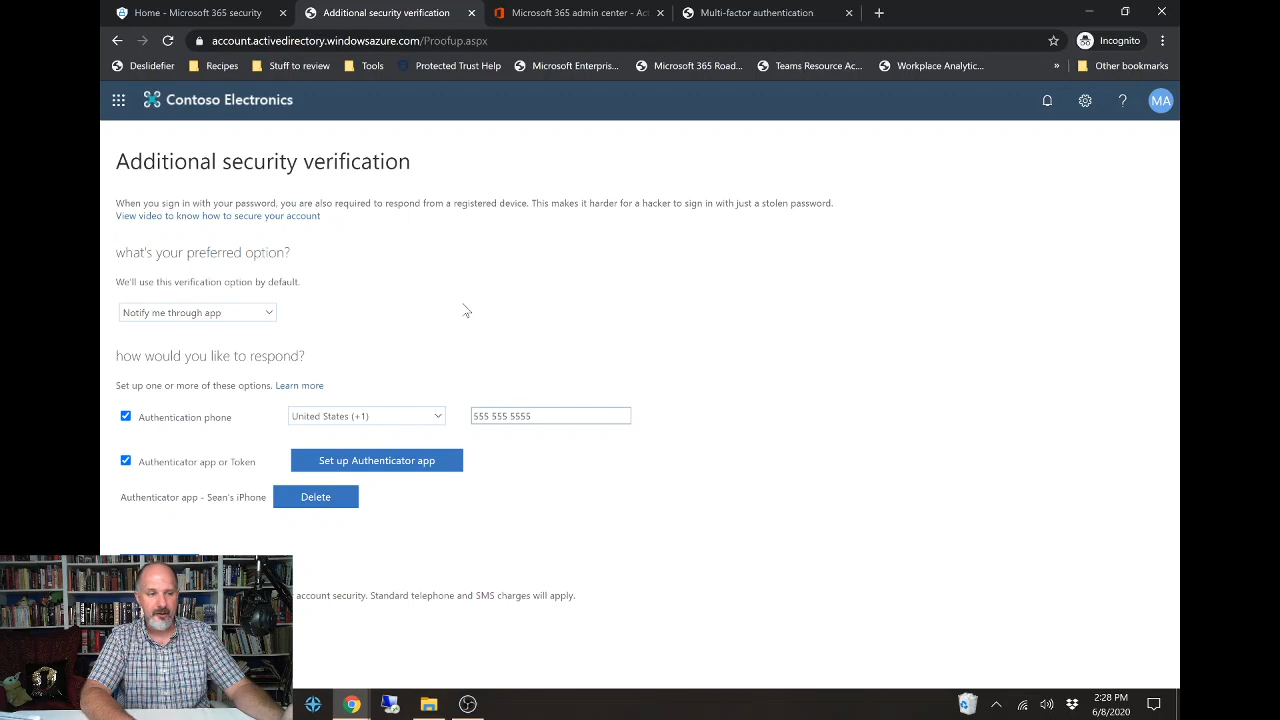 Home - Microsoft 365 security
Additional security verification
Microsoft 365 admin center - Act
Multi-factor authentication
account.activedirectory.windowsazure.com/Proofup.aspx
Incognito
Deslidefier
Recipes
Stuff to review
Tools
Protected Trust Help
Microsoft Enterpris...
Microsoft 365 Road...
Teams Resource Ac...
Workplace Analytic...
»
Other bookmarks
Contoso Electronics
MA
Additional security verification
When you sign in with your password, you are also required to respond from a registered device. This makes it harder for a hacker to sign in with just a stolen password.
View video to know how to secure your account
what's your preferred option?
We'll use this verification option by default.
Notify me through app
how would you like to respond?
Set up one or more of these options. Learn more
Authentication phone
United States (+1)
555 555 5555
Authenticator app or Token
Set up Authenticator app
Authenticator app - Sean's iPhone
Delete
account security. Standard telephone and SMS charges will apply.
2:28 PM
6/8/2020